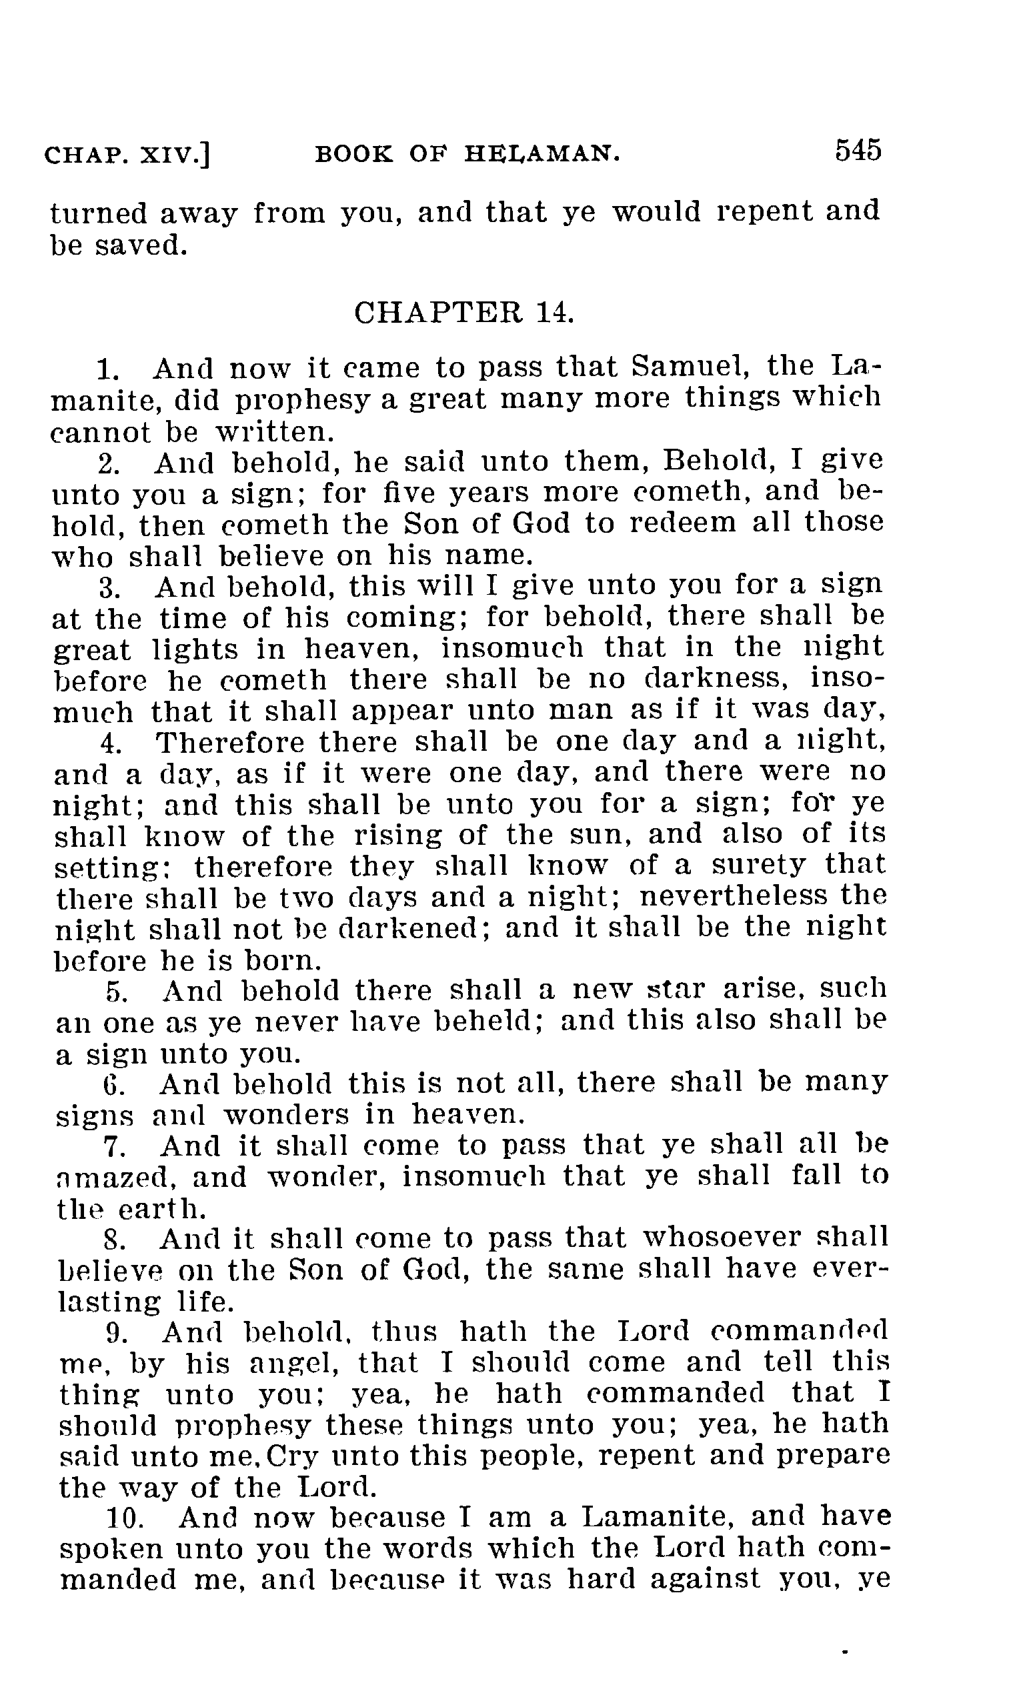 CHAP. XIV.] BOOK OF HELAMAN. 545
turned away from you, and that ye would repent and
be saved.
CHAPTER 14.
1. And now it came to pass that Samuel, the La-
manite, did prophesy a great many more things which
cannot be written.
2. And behold, he said unto them, Behold, I give
unto you a sign; for five years more cometh, and be-
hold, then cometh the Son of God to redeem all those
who shall believe on his name.
3. And behold, this will I give unto you for a sign
at the time of his coming; for behold, there shall be
great lights in heaven, insomuch that in the night
before he cometh there shall be no darkness, inso-
much that it shall appear unto man as if it was day,
4. Therefore there shall be one day and a night,
and a day, as if it were one day, and there were no
night; and this shall be unto you for a sign; for ye
shall know of the rising of the sun, and also of its
setting: therefore they shall know of a surety that
there shall be two days and a night; nevertheless the
night shall not be darkened; and it shall be the night
before he is born.
5. And behold there shall a new star arise, such
an one as ye never have beheld; and this also shall be
a sign unto you.
6. And behold this is not all, there shall be many
signs and wonders in heaven.
7. And it shall come to pass that ye shall all be
amazed, and wonder, insomuch that ye shall fall to
the earth.
8. And it shall come to pass that whosoever shall
believe on the Son of God, the same shall have ever-
lasting life.
9. And behold, thus hath the Lord commanded
me, by his angel, that I should come and tell this
thing unto you; yea, he hath commanded that I
should prophesy these things unto you; yea, he hath
said unto me, Cry unto this people, repent and prepare
the way of the Lord.
10. And now because I am a Lamanite, and have
spoken unto you the words which the Lord hath com-
manded me, and because it was hard against you, ye